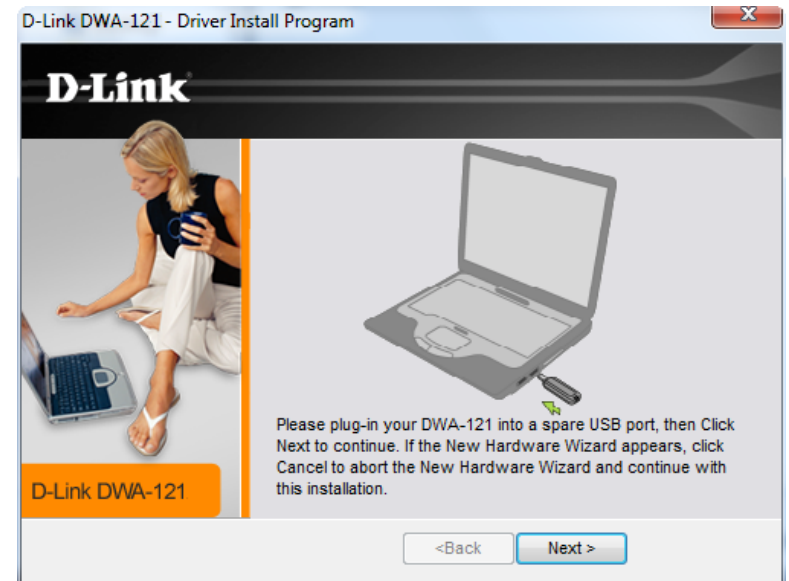 D-Link DWA-121 - Driver Install Program
D-Link
Please plug-in your DWA-121 into a spare USB port, then Click
Next to continue. If the New Hardware Wizard appears, click
Cancel to abort the New Hardware Wizard and continue with
this installation.
D-Link DWA-121
<Back
Next >